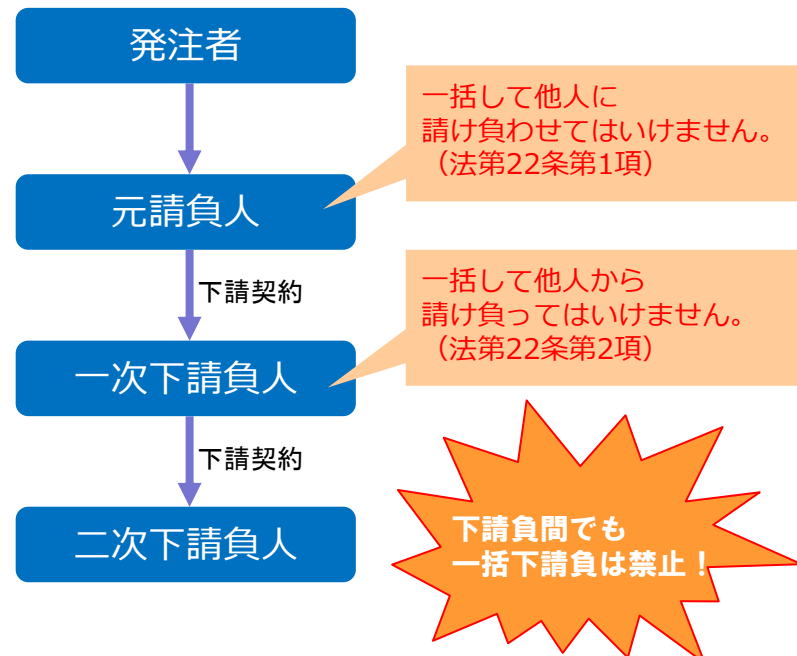 発注者
一括して他人に
請け負わせてはいけません。
（法第22条第1項）
元請負人
下請契約
一括して他人から
請け負ってはいけません。
（法第22条第2項）
一次下請負人
下請契約
下請負間でも
一括下請負は禁止！
二次下請負人